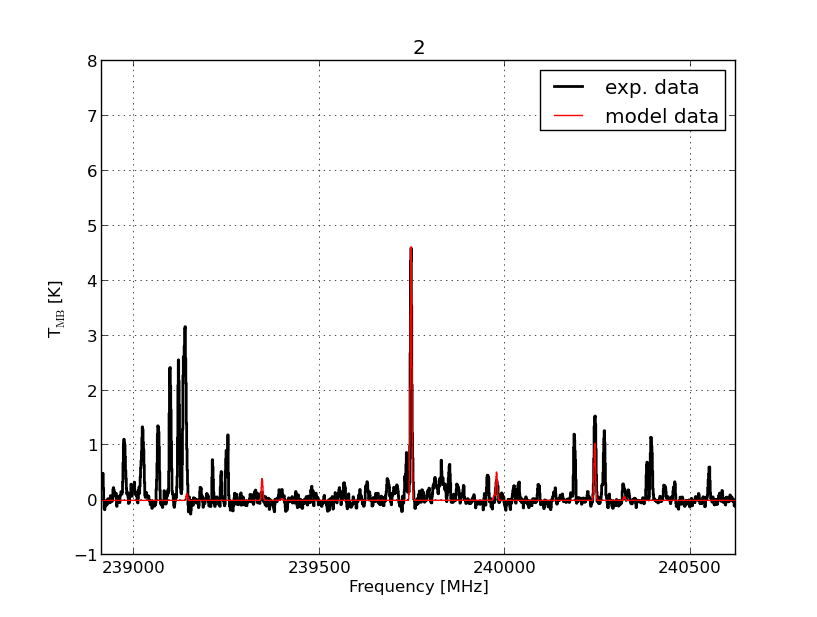 2
8
7
6
5
4
3
2
1
0
−1
T_MB [K]
exp. data
model data
239000 239500 240000 240500
Frequency [MHz]